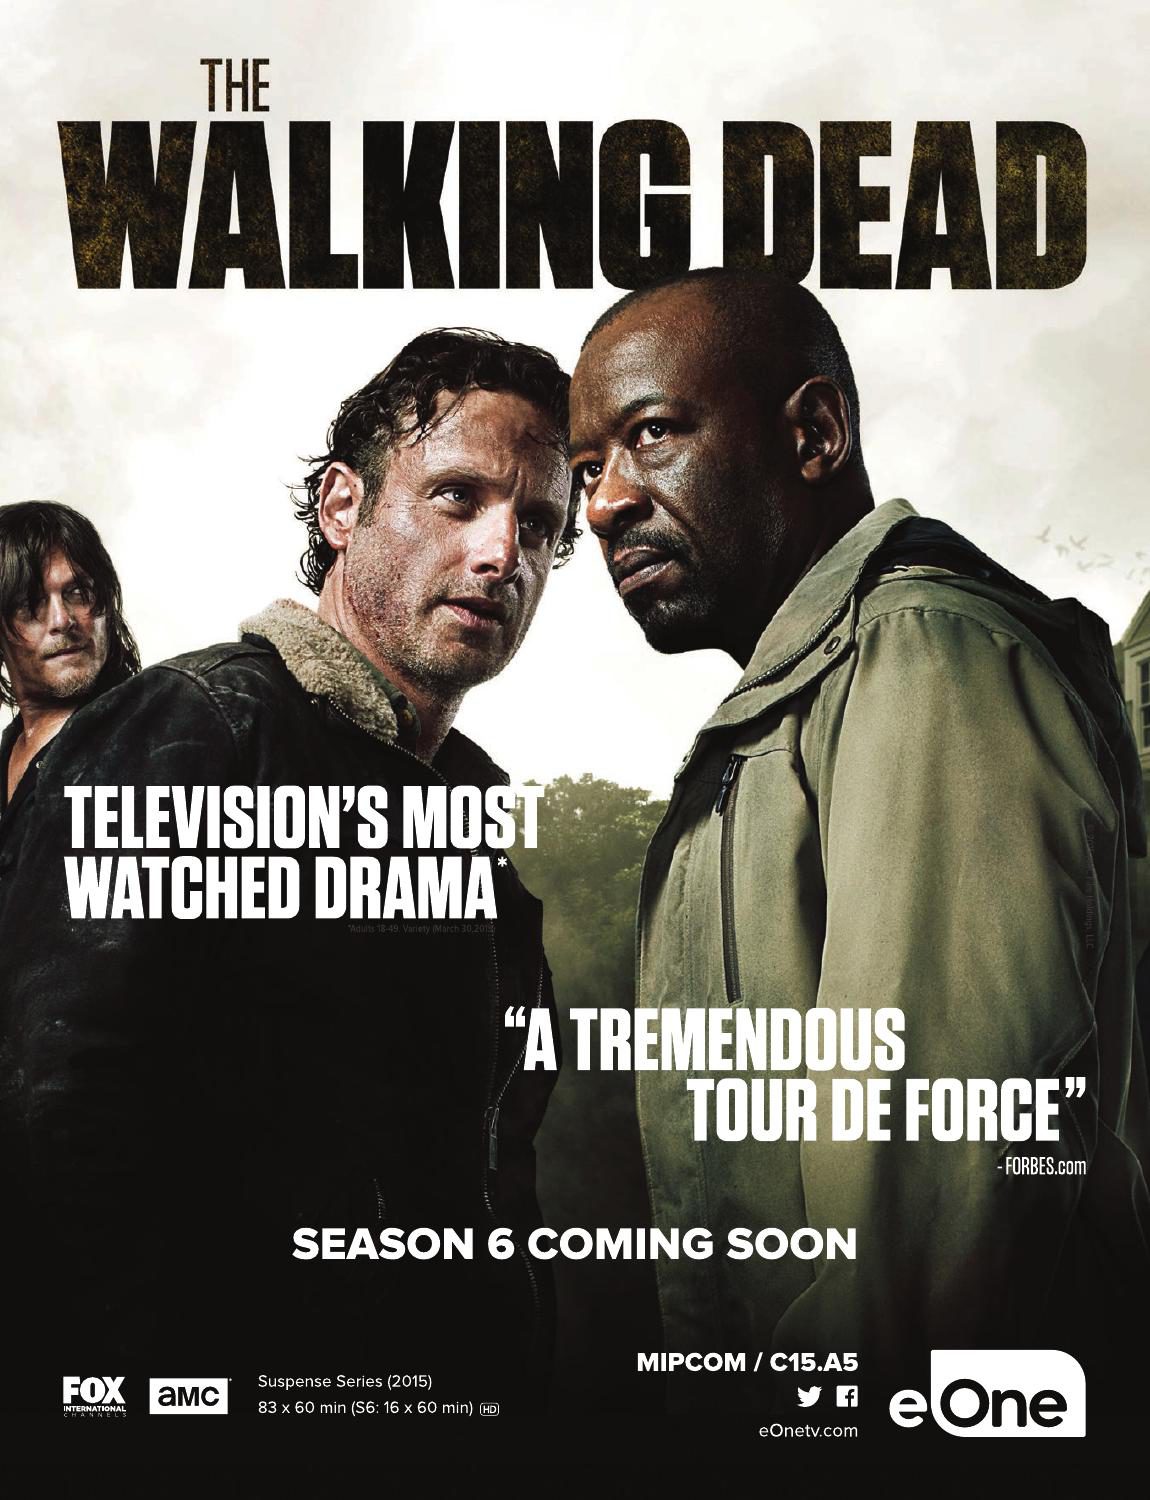 THE
WALKING DEAD
TELEVISION'S MOST
WATCHED DRAMA*
*Adults 18-49. Variety (March 30,2015)
"A TREMENDOUS
TOUR DE FORCE"
- FORBES.com
SEASON 6 COMING SOON
MIPCOM / C15.A5
eOnetv.com
FOX
INTERNATIONAL
CHANNELS
aMC
Suspense Series (2015)
83 x 60 min (S6: 16 x 60 min) HD
eOne